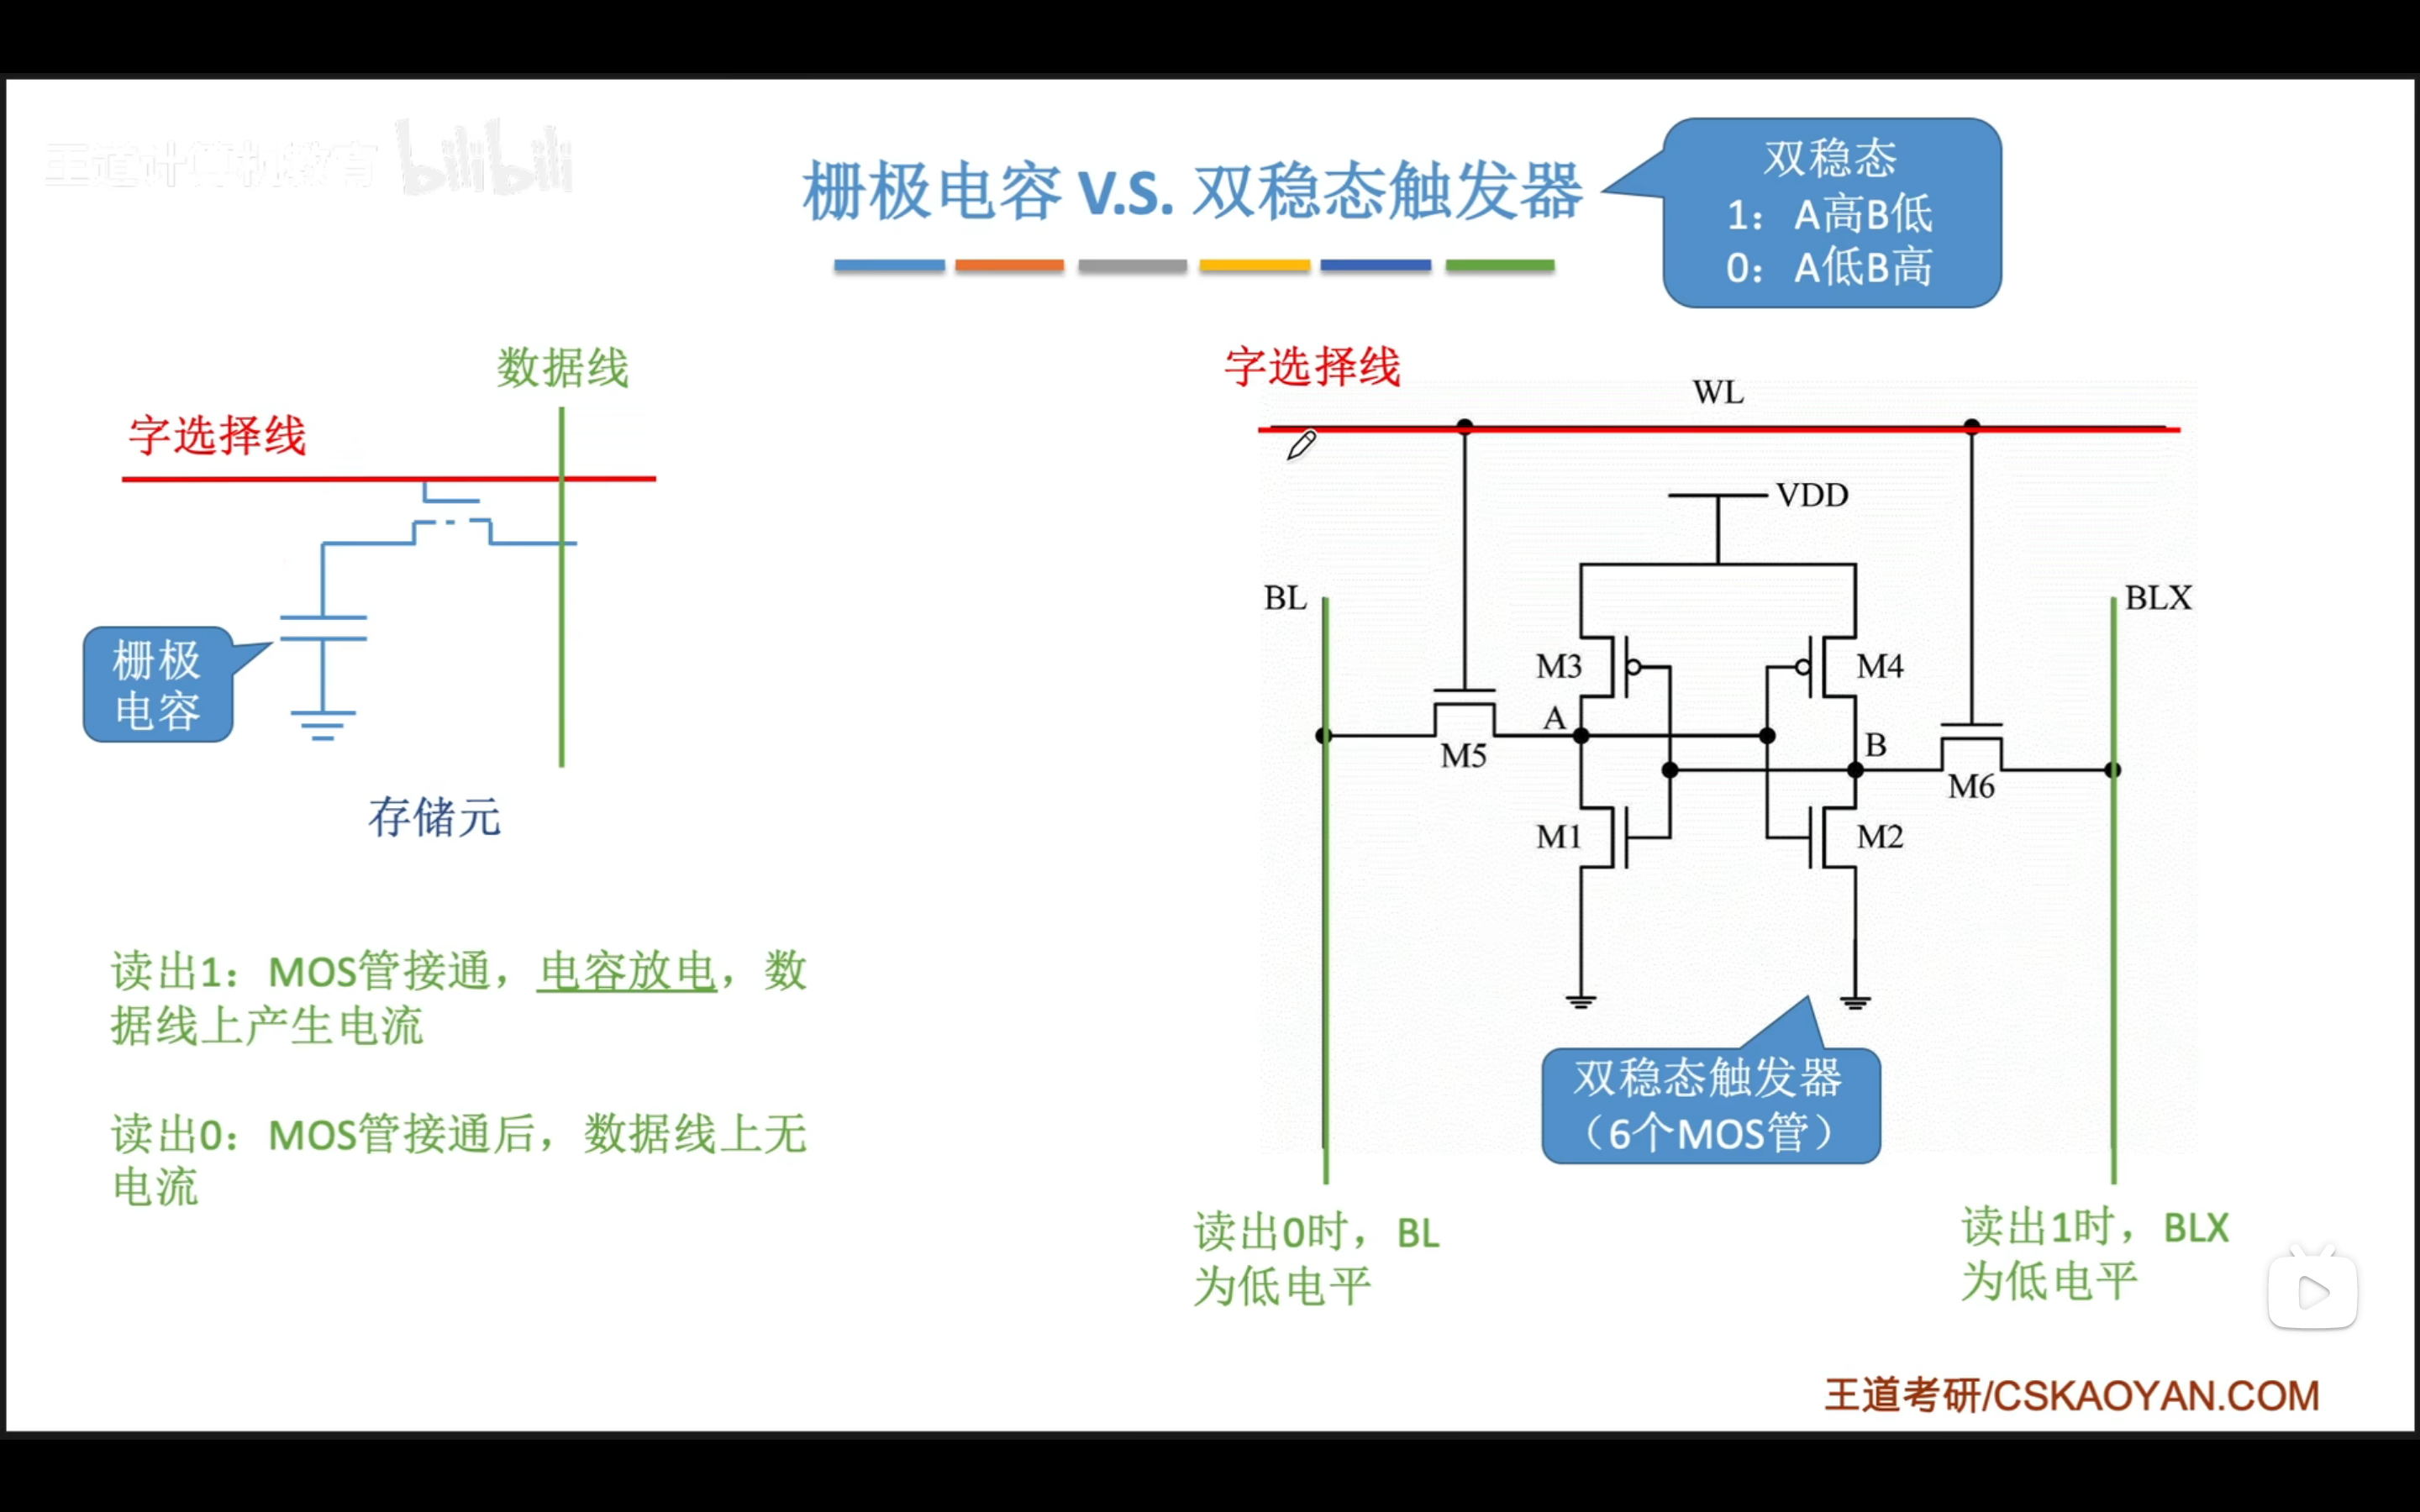 王道计算机教育 bilibili
栅极电容 V.S. 双稳态触发器
双稳态
1：A高B低
0：A低B高
数据线
字选择线
栅极
电容
存储元
读出1：MOS管接通，电容放电，数
据线上产生电流
读出0：MOS管接通后，数据线上无
电流
字选择线
WL
VDD
BL
BLX
M3
M4
A
B
M5
M6
M1
M2
双稳态触发器
（6个MOS管）
读出0时，BL
为低电平
读出1时，BLX
为低电平
王道考研/CSKAOYAN.COM